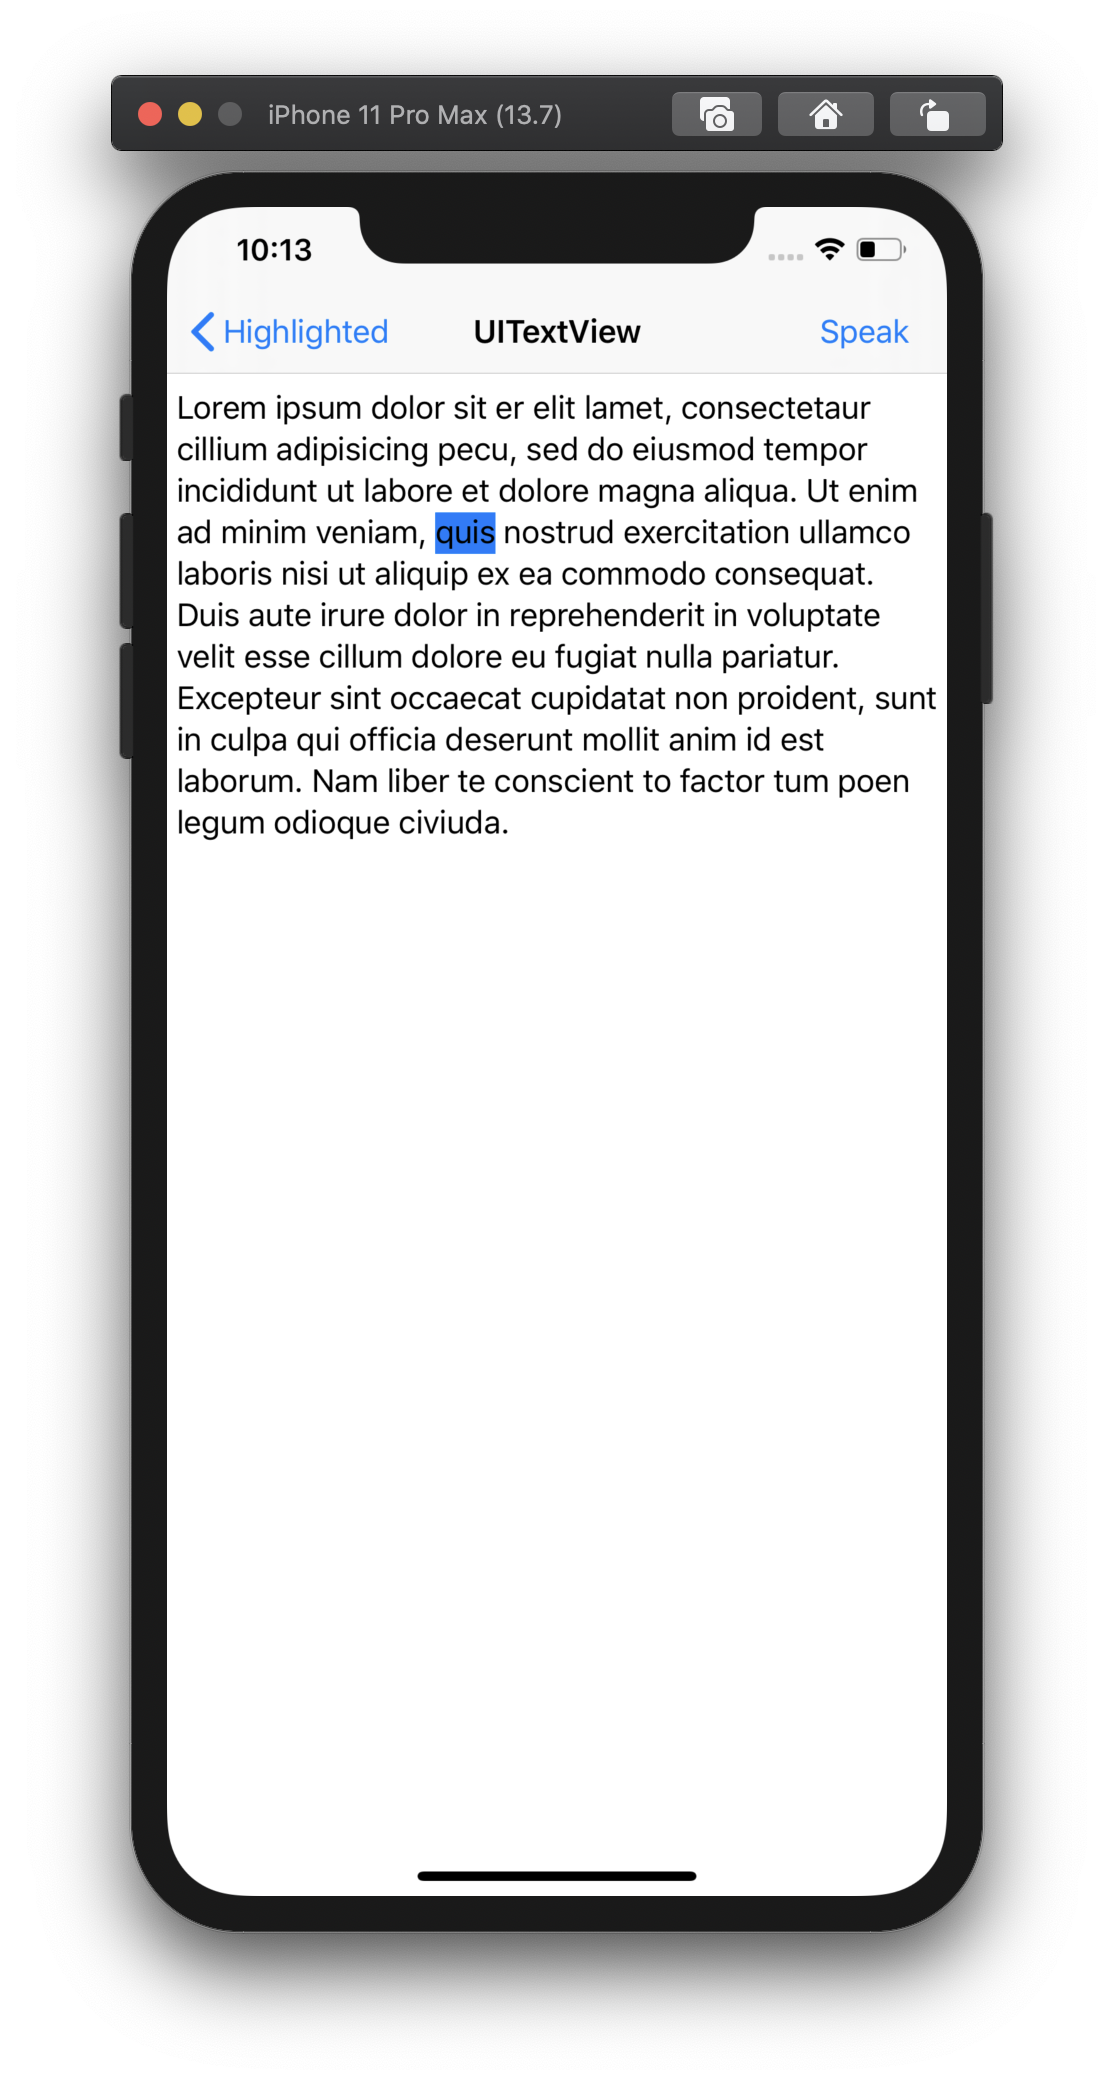 iPhone 11 Pro Max (13.7)
10:13
Highlighted UITextView Speak
Lorem ipsum dolor sit er elit lamet, consectetaur
cillium adipisicing pecu, sed do eiusmod tempor
incididunt ut labore et dolore magna aliqua. Ut enim
ad minim veniam, quis nostrud exercitation ullamco
laboris nisi ut aliquip ex ea commodo consequat.
Duis aute irure dolor in reprehenderit in voluptate
velit esse cillum dolore eu fugiat nulla pariatur.
Excepteur sint occaecat cupidatat non proident, sunt
in culpa qui officia deserunt mollit anim id est
laborum. Nam liber te conscient to factor tum poen
legum odioque civiuda.